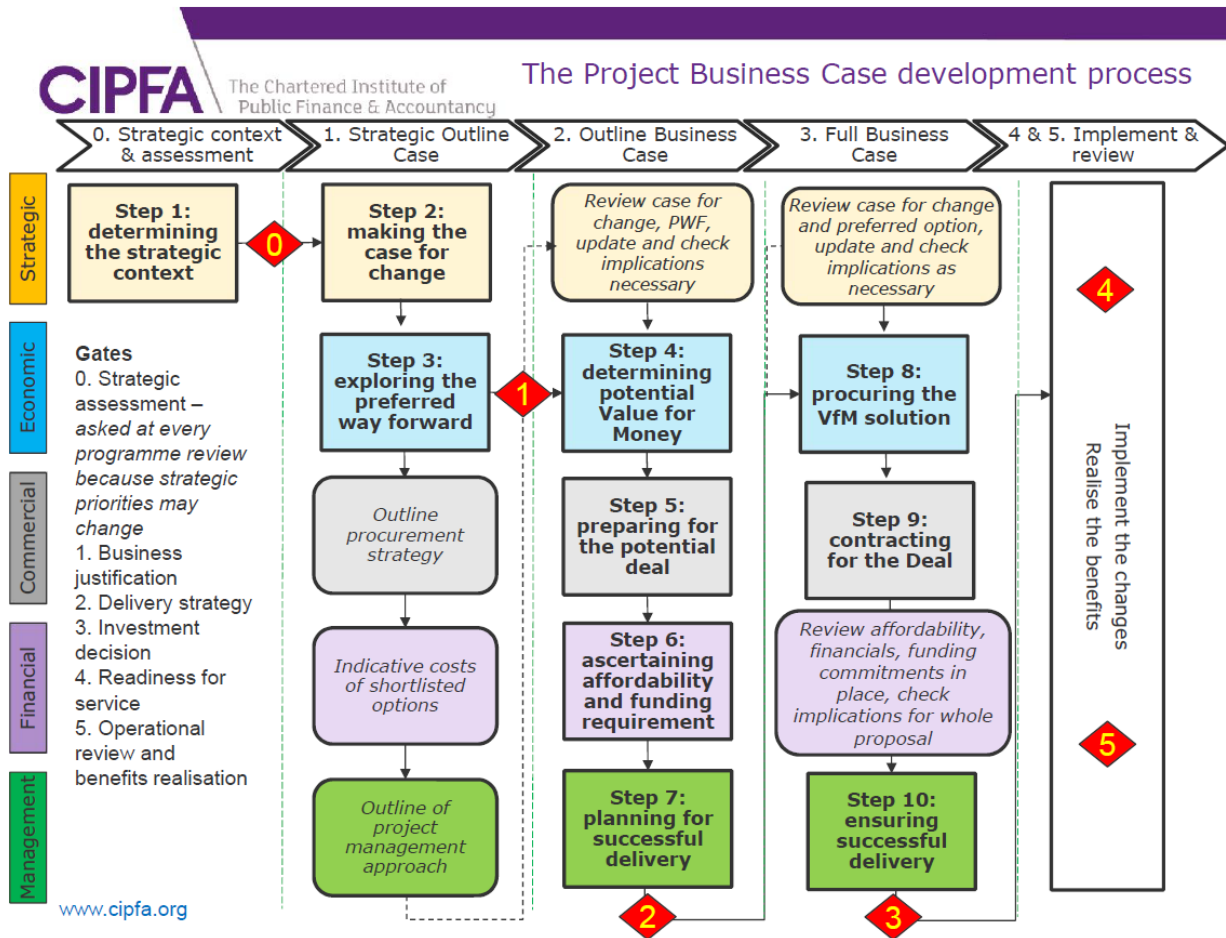 CIPFA
The Chartered Institute of
Public Finance & Accountancy
The Project Business Case development process
0. Strategic context
& assessment
1. Strategic Outline
Case
2. Outline Business
Case
3. Full Business
Case
4 & 5. Implement &
review
Strategic
Step 1:
determining
the strategic
context
0
Step 2:
making the
case for
change
Review case for
change, PWF,
update and check
implications
necessary
Review case for change
and preferred option,
update and check
implications as
necessary
4
Economic
Gates
0. Strategic
assessment –
asked at every
programme review
because strategic
priorities may
change
1. Business
justification
2. Delivery strategy
3. Investment
decision
4. Readiness for
service
5. Operational
review and
benefits realisation
Step 3:
exploring the
preferred
way forward
1
Step 4:
determining
potential
Value for
Money
Step 8:
procuring the
VfM solution
Implement the changes
Realise the benefits
Commercial
Outline
procurement
strategy
Step 5:
preparing for
the potential
deal
Step 9:
contracting
for the Deal
Financial
Indicative costs
of shortlisted
options
Step 6:
ascertaining
affordability
and funding
requirement
Review affordability,
financials, funding
commitments in
place, check
implications for whole
proposal
5
Management
Outline of
project
management
approach
Step 7:
planning for
successful
delivery
Step 10:
ensuring
successful
delivery
2
3
www.cipfa.org